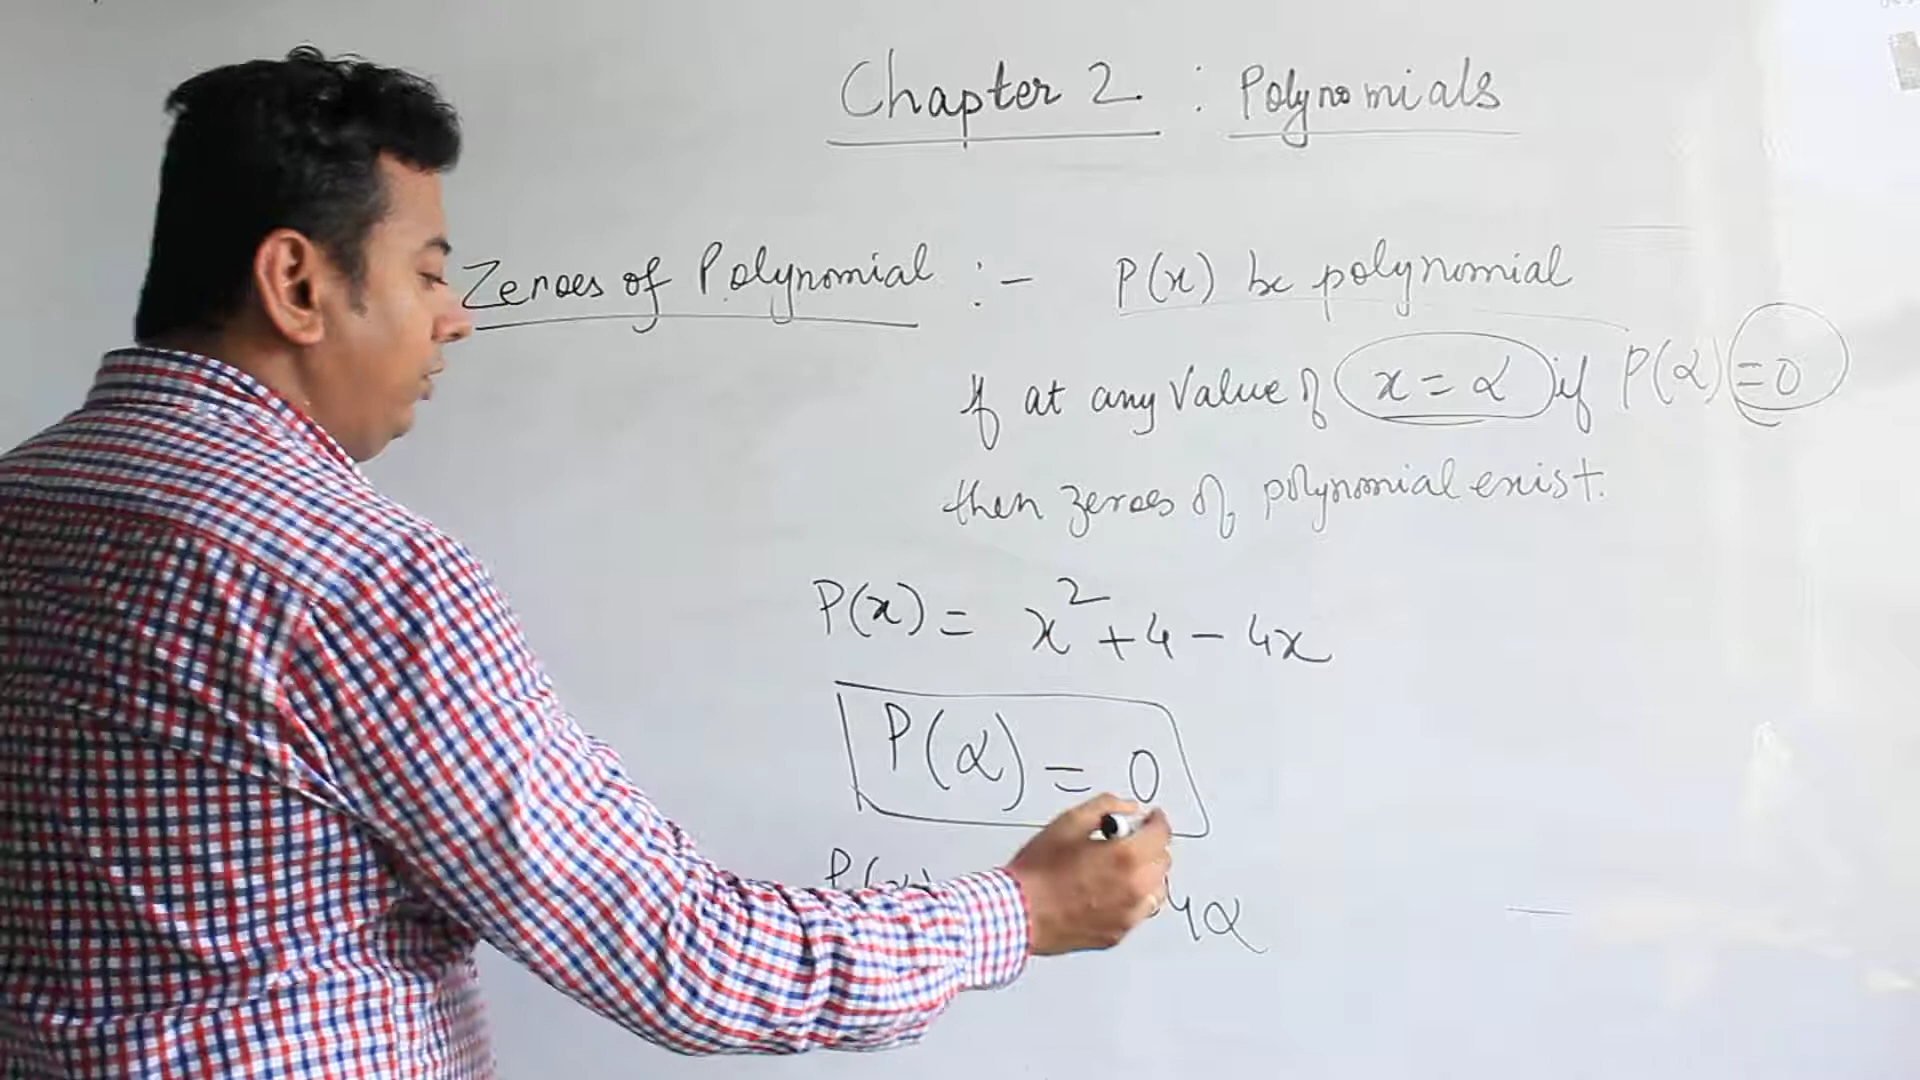 Chapter 2 : Polynomials
Zeroes of Polynomial :- P(x) be polynomial
If at any value of x = α if P(α) = 0
then zeroes of polynomial exist.
P(x) = x² + 4 - 4x
P(α) = 0
4α